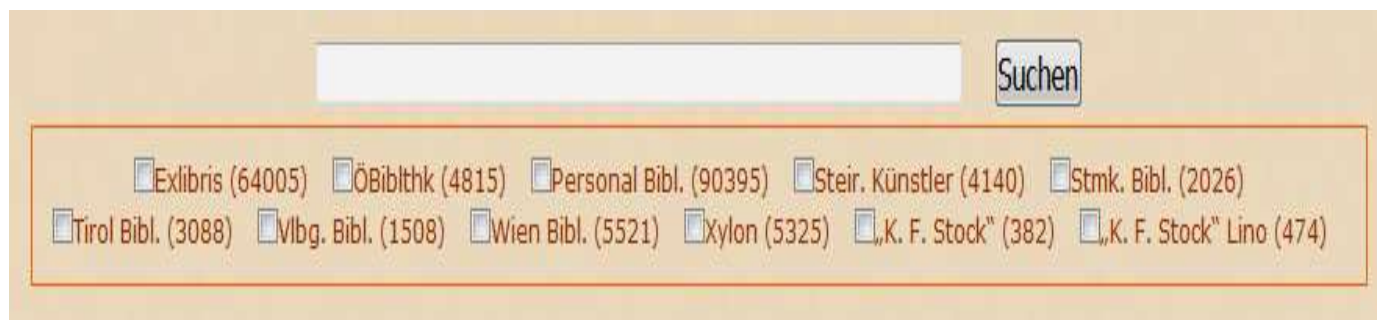 Suchen
Exlibris (64005) ÖBiblthk (4815) Personal Bibl. (90395) Steir. Künstler (4140) Stmk. Bibl. (2026)
Tirol Bibl. (3088) Vlbg. Bibl. (1508) Wien Bibl. (5521) Xylon (5325) „K. F. Stock“ (382) „K. F. Stock“ Lino (474)